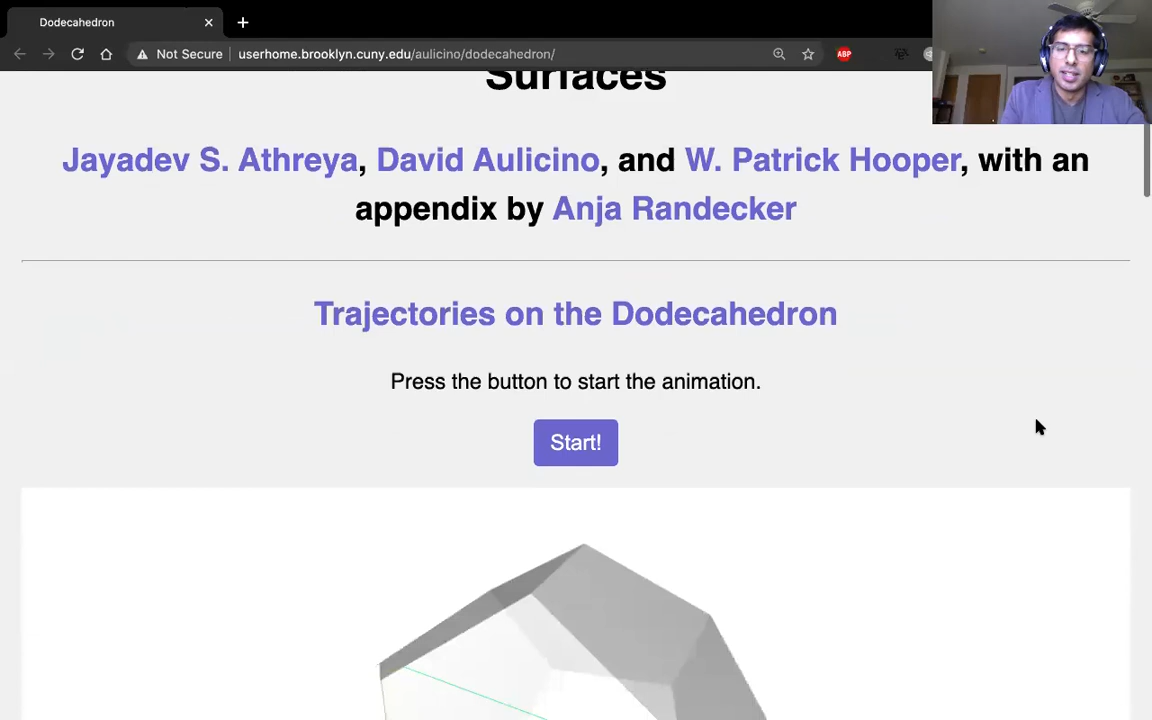 Dodecahedron
Not Secure userhome.brooklyn.cuny.edu/aulicino/dodecahedron/
ABP
Surfaces
Jayadev S. Athreya, David Aulicino, and W. Patrick Hooper, with an
appendix by Anja Randecker
Trajectories on the Dodecahedron
Press the button to start the animation.
Start!